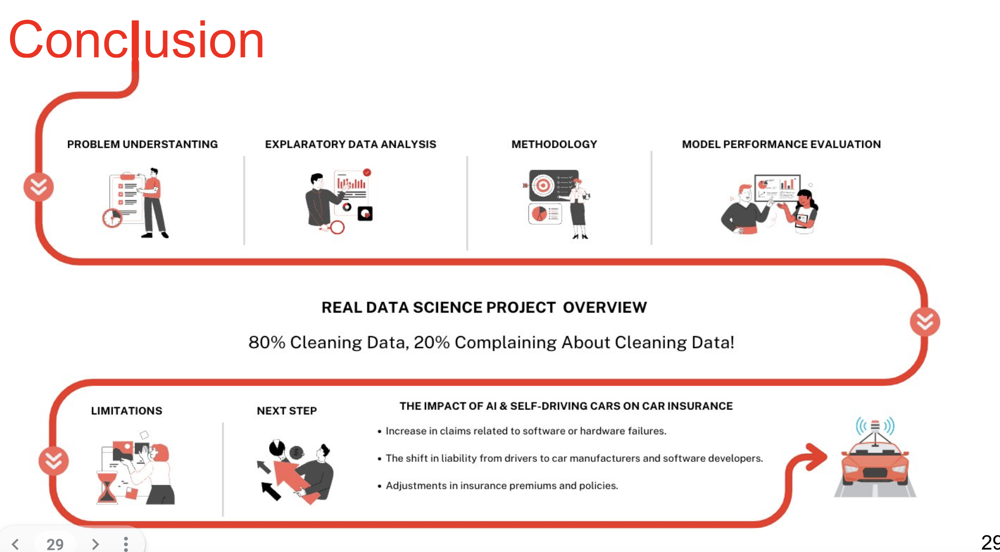 Conclusion
PROBLEM UNDERSTANTING
EXPLARATORY DATA ANALYSIS
METHODOLOGY
MODEL PERFORMANCE EVALUATION
REAL DATA SCIENCE PROJECT OVERVIEW
80% Cleaning Data, 20% Complaining About Cleaning Data!
LIMITATIONS
NEXT STEP
THE IMPACT OF AI & SELF-DRIVING CARS ON CAR INSURANCE
• Increase in claims related to software or hardware failures.
• The shift in liability from drivers to car manufacturers and software developers.
• Adjustments in insurance premiums and policies.
29
29